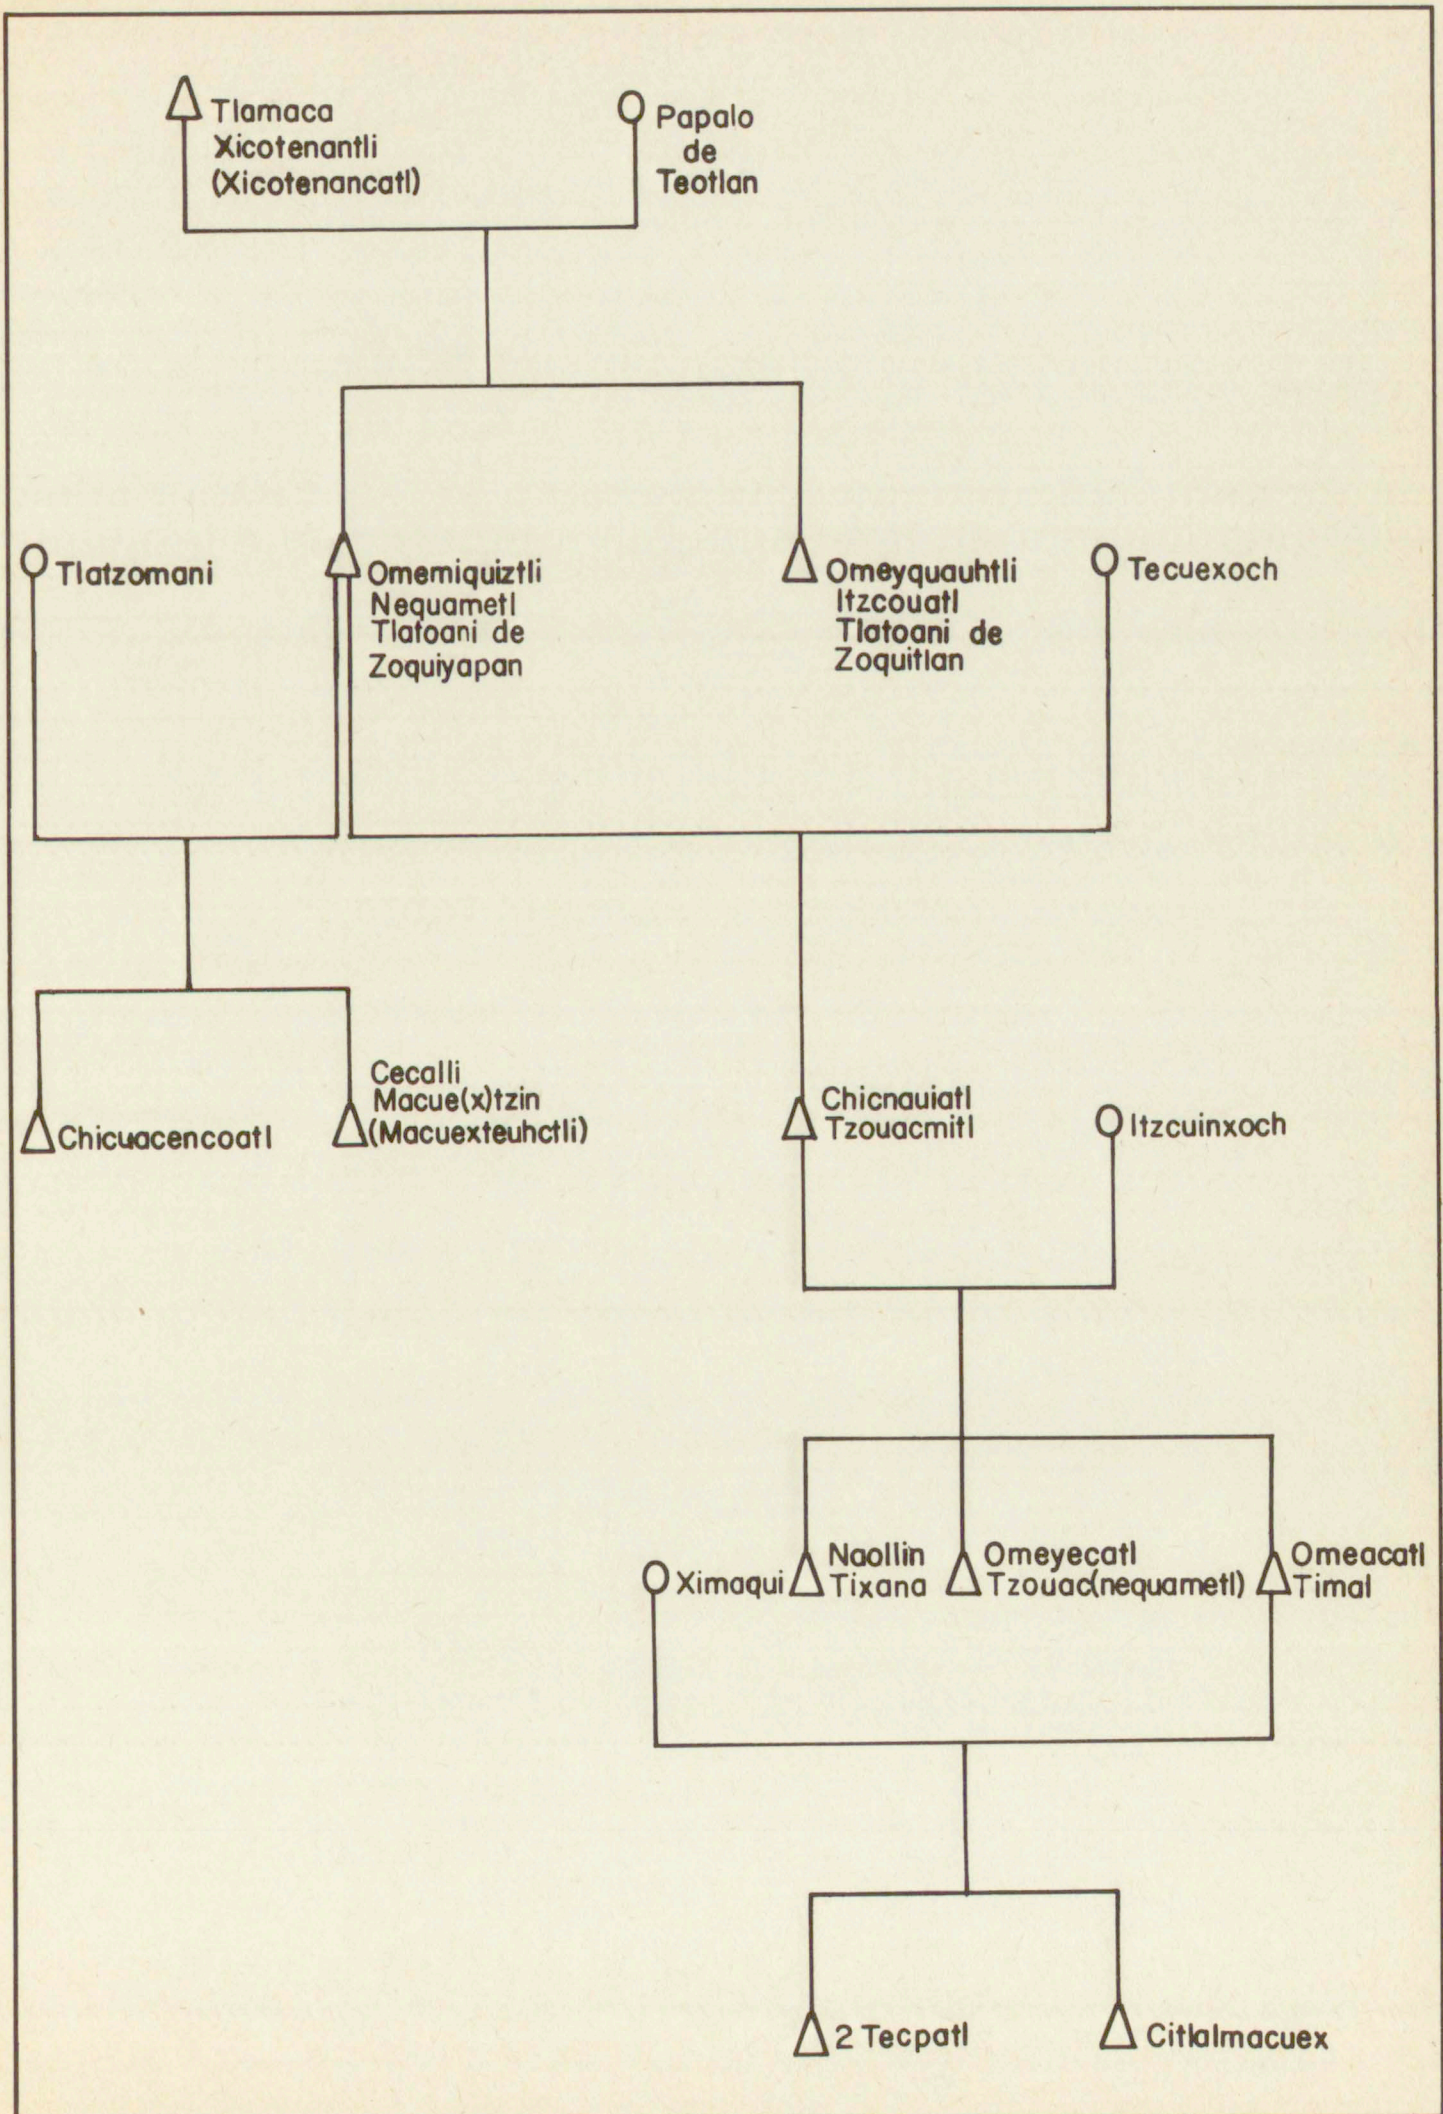 Tlamaca
Xicotenantli
(Xicotenancatl)
Papalo
de
Teotlan
Tlatzomani
Omemiquiztli
Nequametl
Tlatoani de
Zoquiyapan
Omeyquauhtli
Itzcouatl
Tlatoani de
Zoquitlan
Tecuexoch
Chicuacencoatl
Cecalli
Macue(x)tzin
(Macuexteuhctli)
Chicnauiatl
Tzouacmitl
Itzcuinxoch
Ximaqui
Naollin
Tixana
Omeyecatl
Tzouac(nequametl)
Omeacatl
Timal
2 Tecpatl
Citlalmacuex